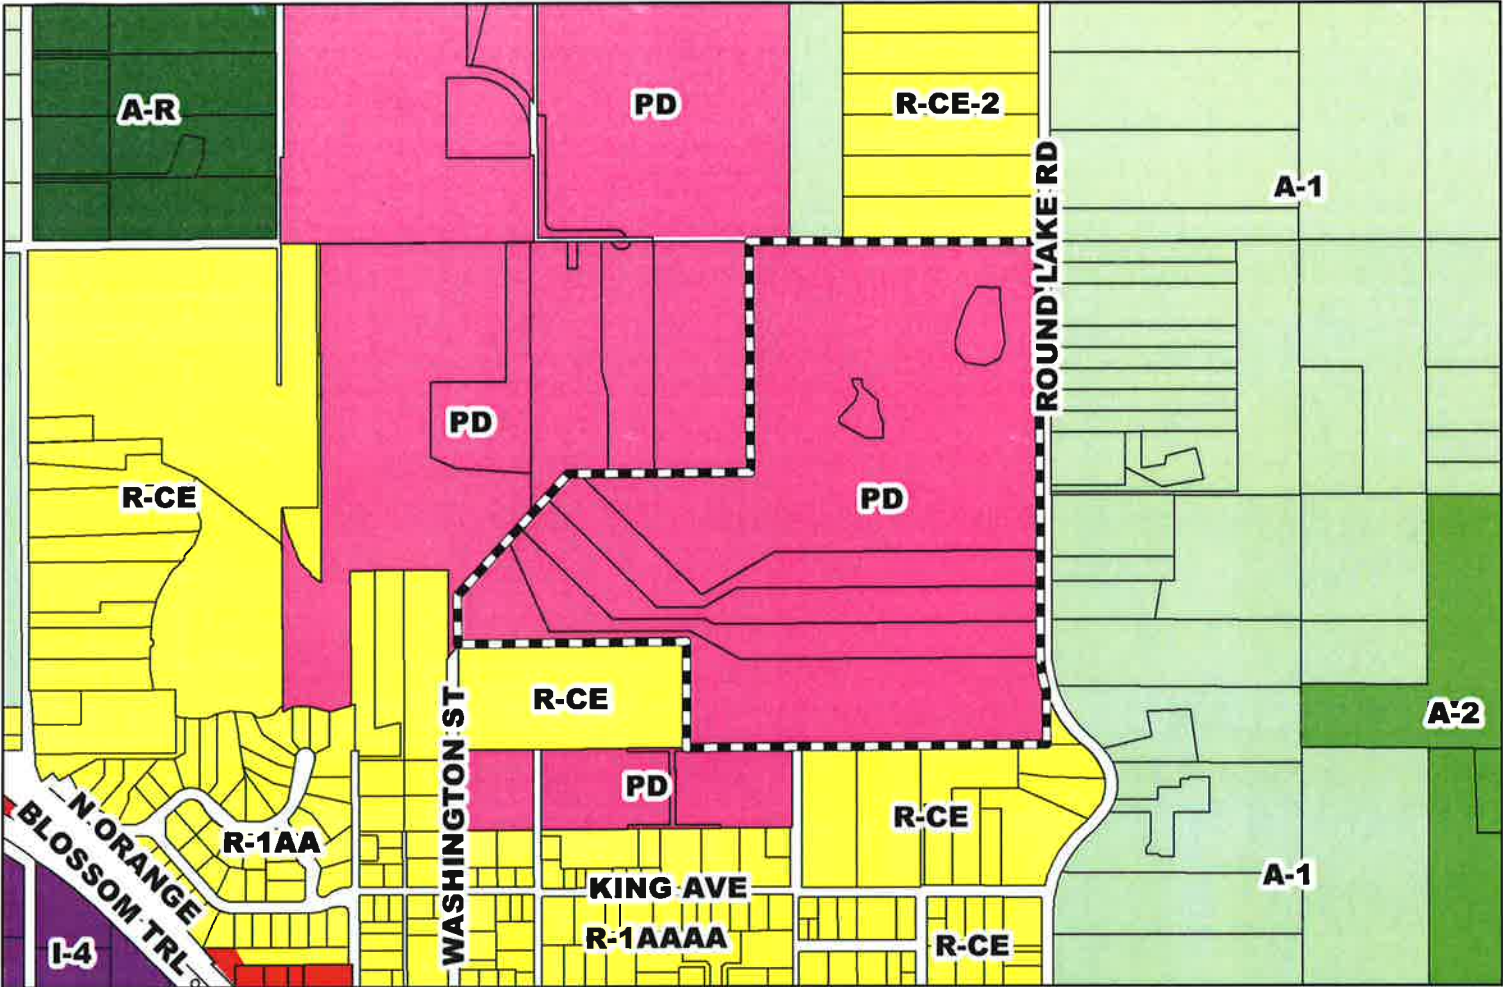 A-R
PD
R-CE-2
A-1
ROUND LAKE RD
PD
R-CE
PD
R-CE
A-2
WASHINGTON ST
PD
R-CE
N ORANGE
BLOSSOM TRL
R-1AA
A-1
KING AVE
R-1AAAA
R-CE
I-4